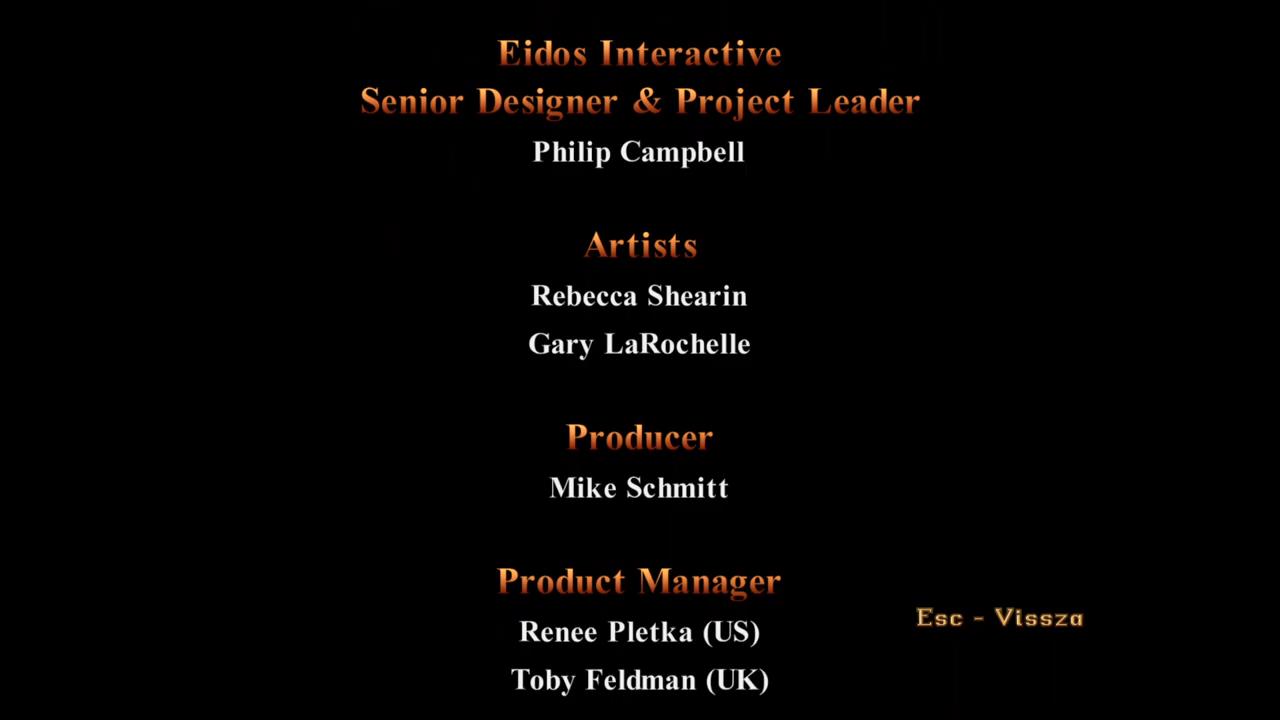 Eidos Interactive
Senior Designer & Project Leader
Philip Campbell
Artists
Rebecca Shearin
Gary LaRochelle
Producer
Mike Schmitt
Product Manager
Esc - Vissza
Renee Pletka (US)
Toby Feldman (UK)